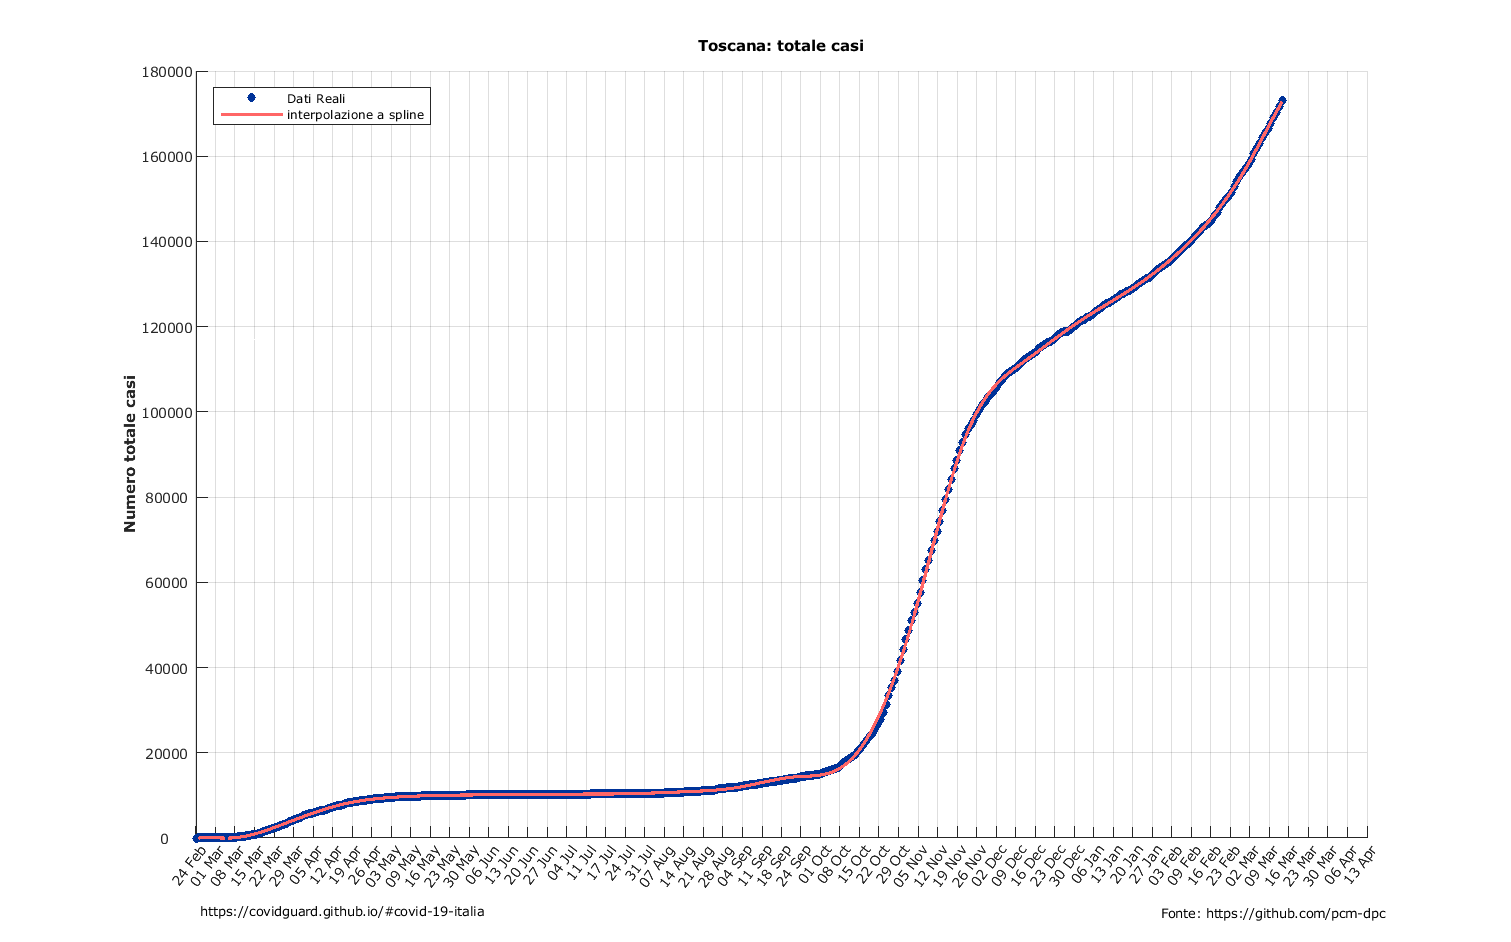 Toscana: totale casi
180000
160000
140000
120000
100000
80000
60000
40000
20000
0
Numero totale casi
Dati Reali
interpolazione a spline
24 Feb
01 Mar
08 Mar
15 Mar
22 Mar
29 Mar
05 Apr
12 Apr
19 Apr
26 Apr
03 May
09 May
16 May
23 May
30 May
06 Jun
13 Jun
20 Jun
27 Jun
04 Jul
11 Jul
17 Jul
24 Jul
31 Jul
07 Aug
14 Aug
21 Aug
28 Aug
04 Sep
11 Sep
18 Sep
24 Sep
01 Oct
08 Oct
15 Oct
22 Oct
29 Oct
05 Nov
12 Nov
19 Nov
26 Nov
02 Dec
09 Dec
16 Dec
23 Dec
30 Dec
06 Jan
13 Jan
20 Jan
27 Jan
03 Feb
09 Feb
16 Feb
23 Feb
02 Mar
09 Mar
16 Mar
23 Mar
30 Mar
06 Apr
13 Apr
https://covidguard.github.io/#covid-19-italia
Fonte: https://github.com/pcm-dpc